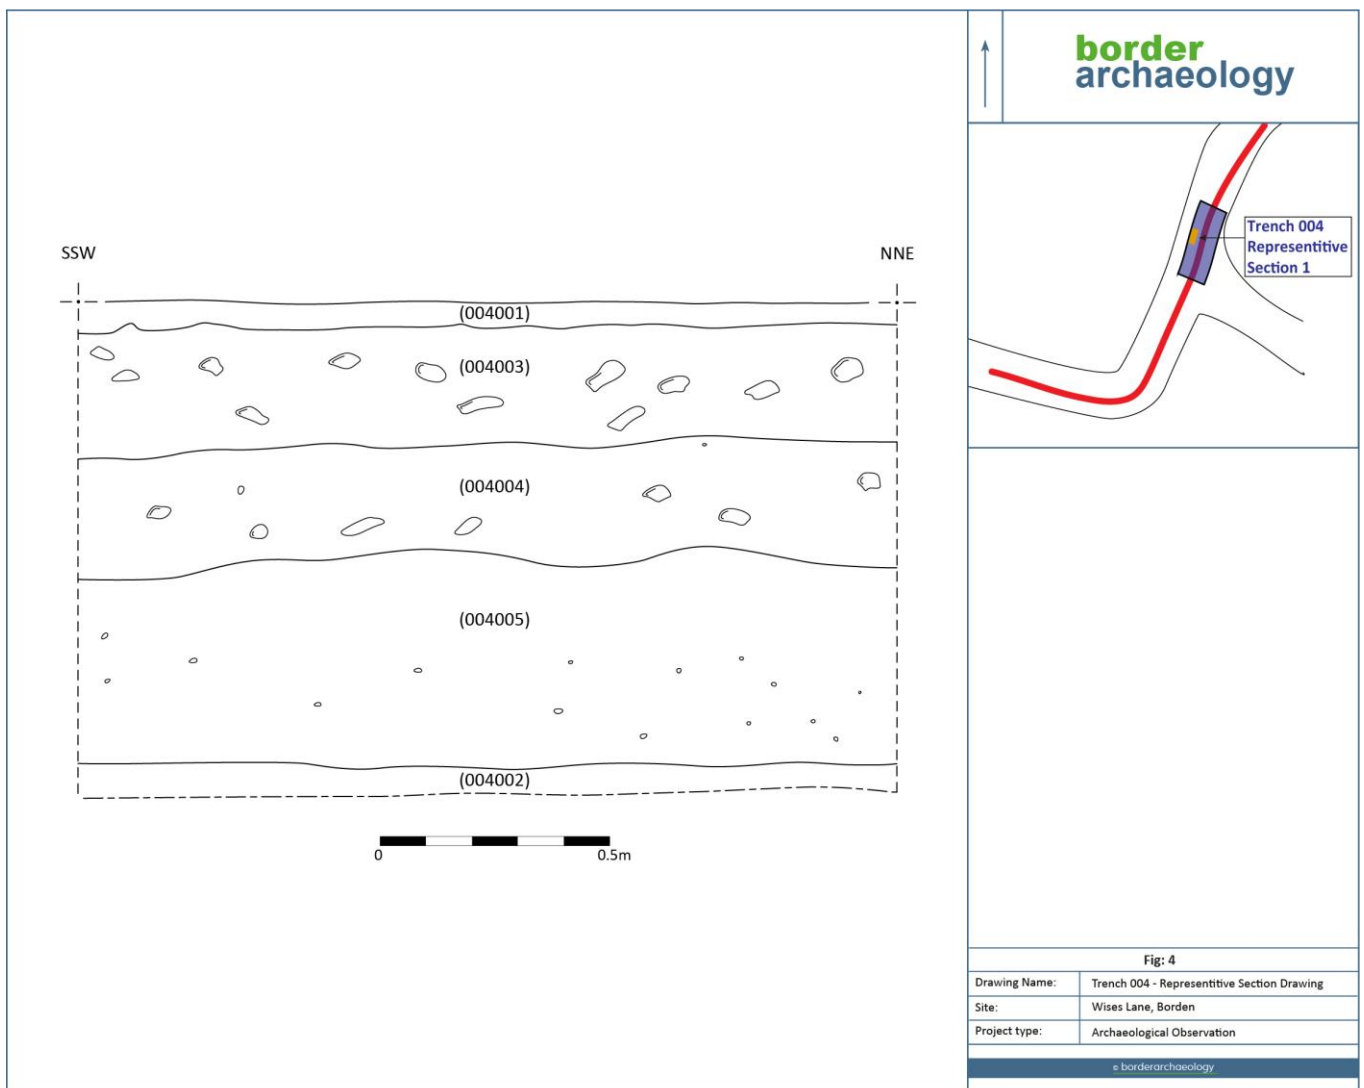 SSW
NNE
(004001)
(004003)
(004004)
(004005)
(004002)
0
0.5m
border
archaeology
Trench 004
Representitive
Section 1
Fig: 4
Drawing Name: Trench 004 - Representitive Section Drawing
Site: Wises Lane, Borden
Project type: Archaeological Observation
© borderarchaeology